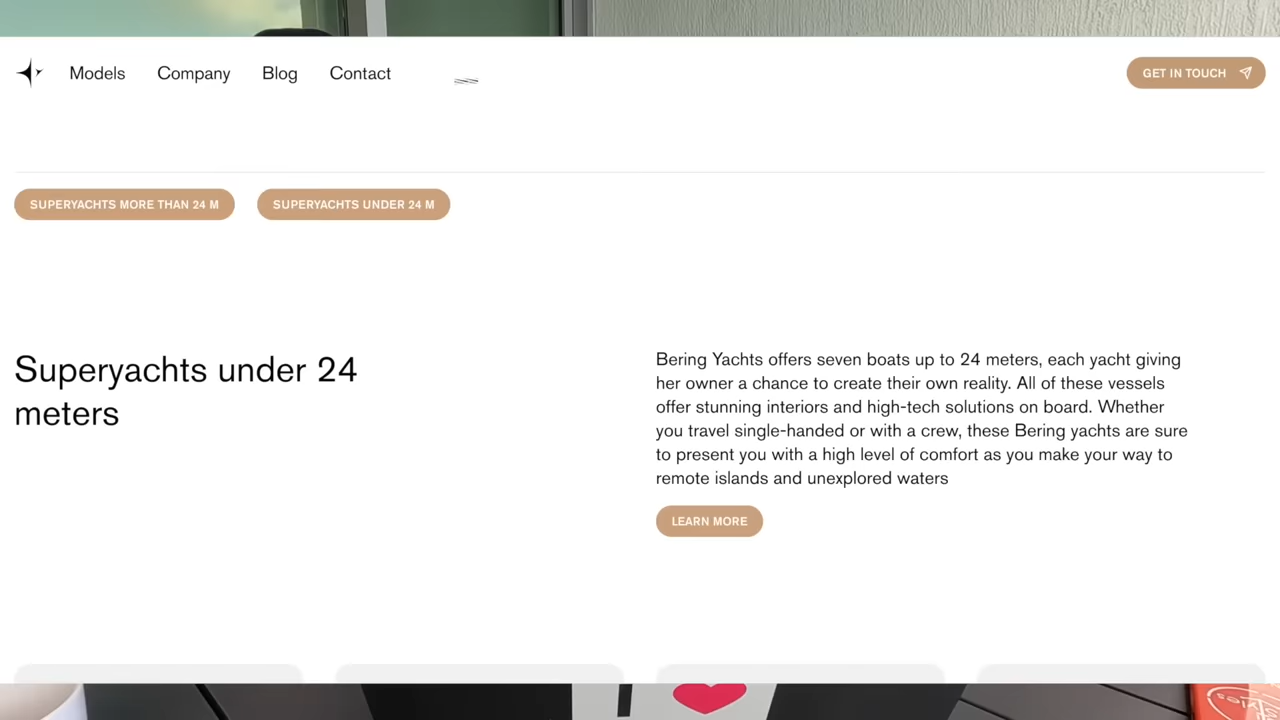 Models Company Blog Contact GET IN TOUCH
SUPERYACHTS MORE THAN 24 M SUPERYACHTS UNDER 24 M
Superyachts under 24
meters
Bering Yachts offers seven boats up to 24 meters, each yacht giving
her owner a chance to create their own reality. All of these vessels
offer stunning interiors and high-tech solutions on board. Whether
you travel single-handed or with a crew, these Bering yachts are sure
to present you with a high level of comfort as you make your way to
remote islands and unexplored waters
LEARN MORE